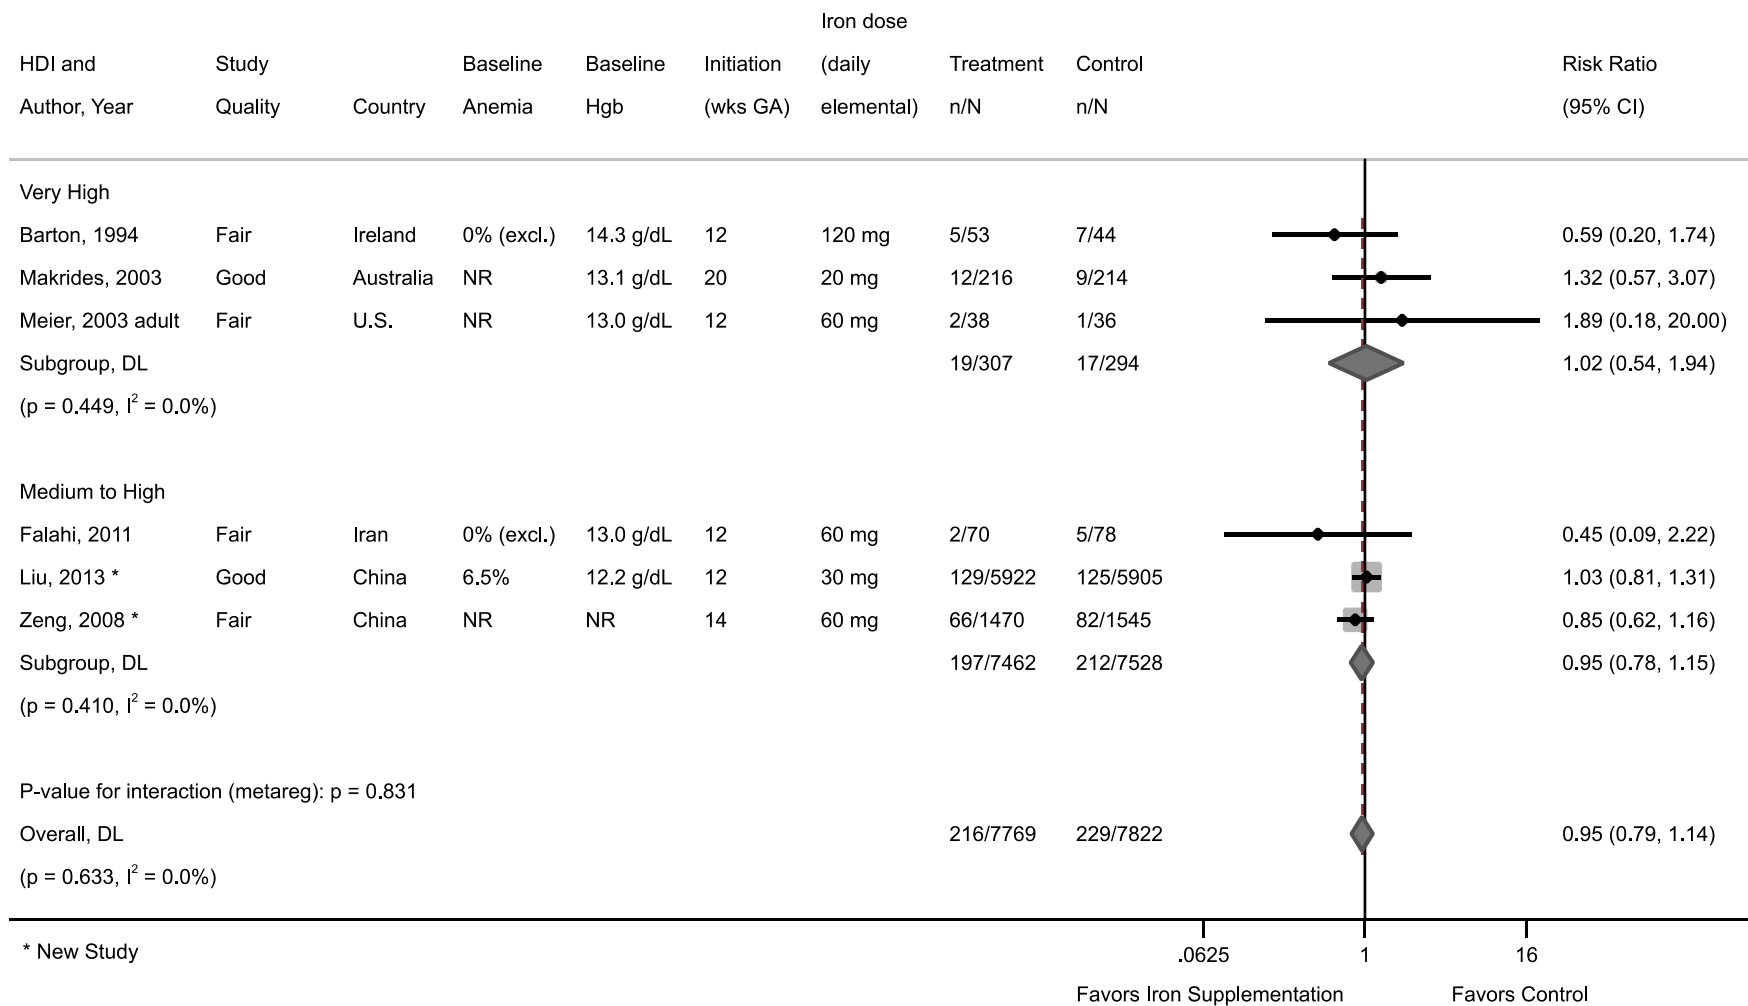 Iron dose
HDI and Study Baseline Baseline Initiation (daily Treatment Control Risk Ratio
Author, Year Quality Country Anemia Hgb (wks GA) elemental) n/N n/N (95% CI)
Very High
Barton, 1994 Fair Ireland 0% (excl.) 14.3 g/dL 12 120 mg 5/53 7/44 0.59 (0.20, 1.74)
Makrides, 2003 Good Australia NR 13.1 g/dL 20 20 mg 12/216 9/214 1.32 (0.57, 3.07)
Meier, 2003 adult Fair U.S. NR 13.0 g/dL 12 60 mg 2/38 1/36 1.89 (0.18, 20.00)
Subgroup, DL 19/307 17/294 1.02 (0.54, 1.94)
(p = 0.449, I² = 0.0%)
Medium to High
Falahi, 2011 Fair Iran 0% (excl.) 13.0 g/dL 12 60 mg 2/70 5/78 0.45 (0.09, 2.22)
Liu, 2013 * Good China 6.5% 12.2 g/dL 12 30 mg 129/5922 125/5905 1.03 (0.81, 1.31)
Zeng, 2008 * Fair China NR NR 14 60 mg 66/1470 82/1545 0.85 (0.62, 1.16)
Subgroup, DL 197/7462 212/7528 0.95 (0.78, 1.15)
(p = 0.410, I² = 0.0%)
P-value for interaction (metareg): p = 0.831
Overall, DL 216/7769 229/7822 0.95 (0.79, 1.14)
(p = 0.633, I² = 0.0%)
* New Study
.0625 1 16
Favors Iron Supplementation Favors Control